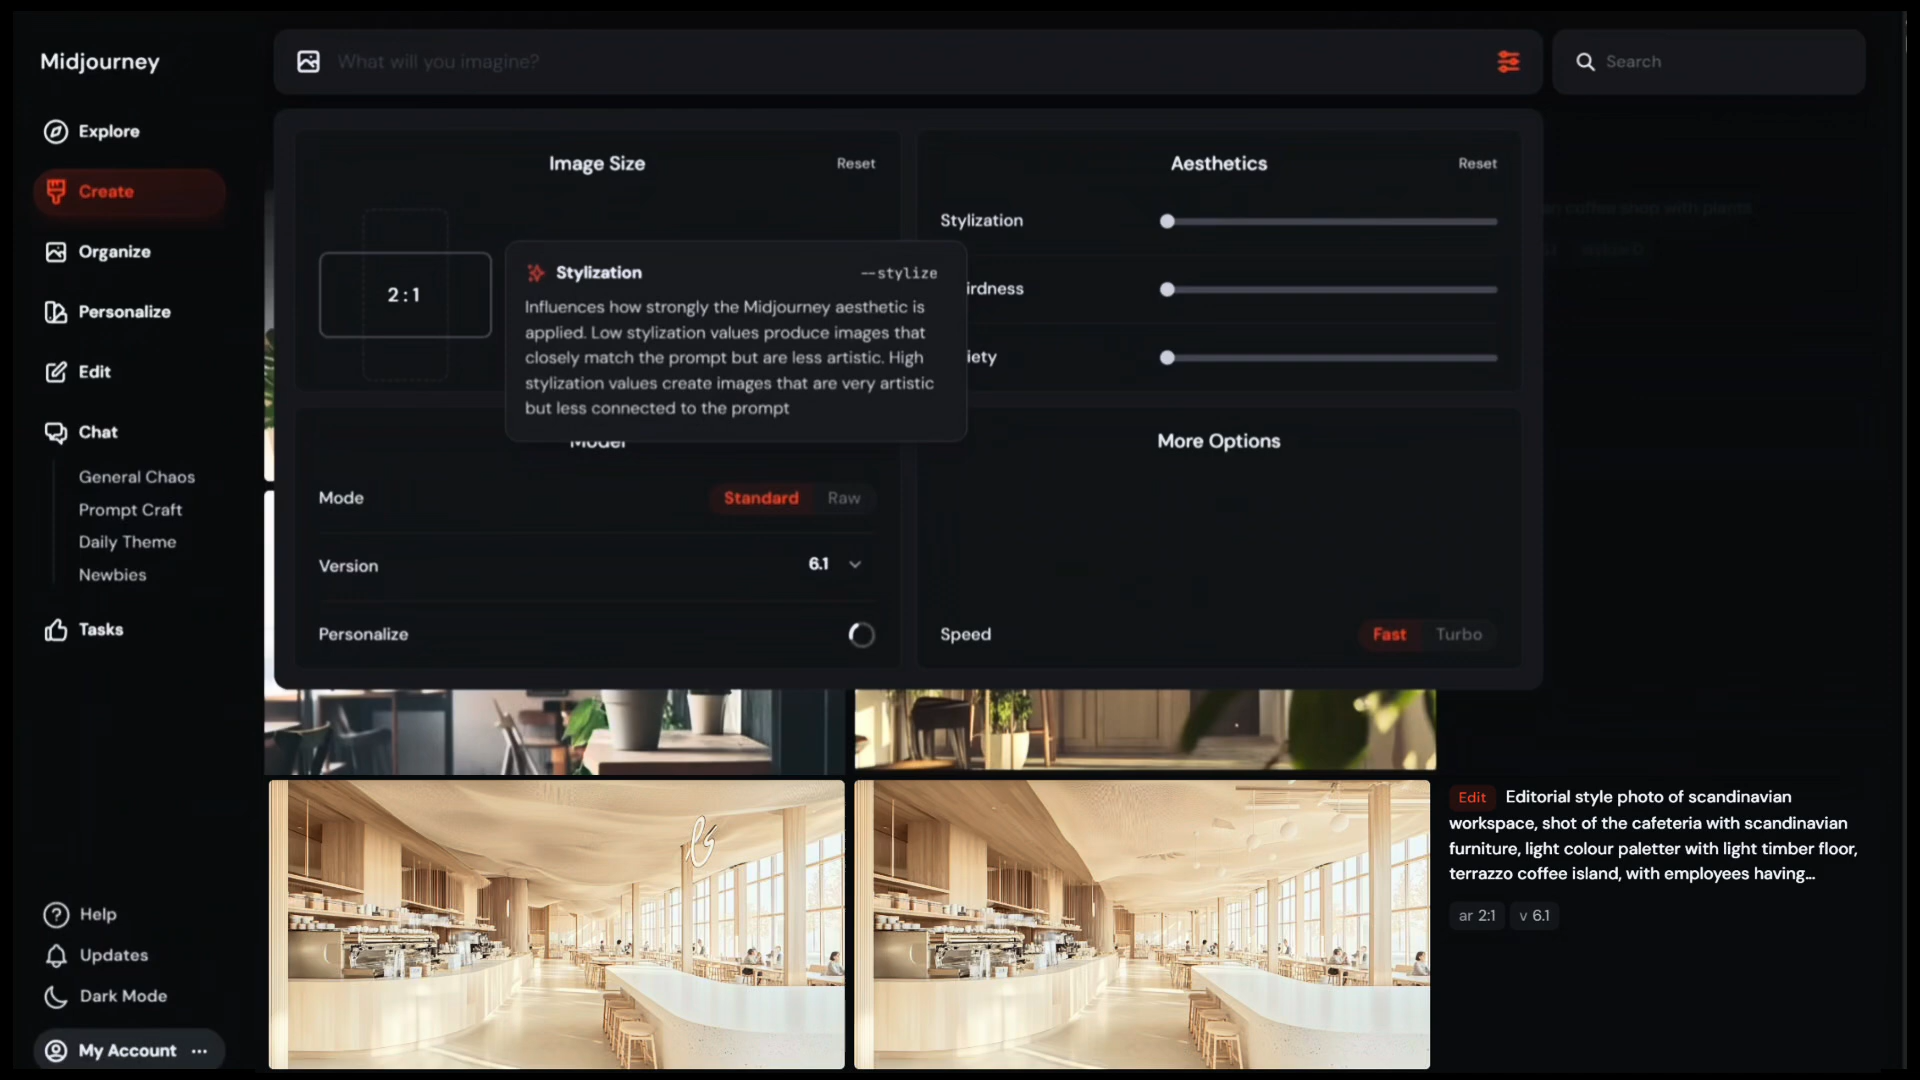 Midjourney
What will you imagine?
Search
Explore
Create
Organize
Personalize
Edit
Chat
General Chaos
Prompt Craft
Daily Theme
Newbies
Tasks
Help
Updates
Dark Mode
My Account ...
Image Size
Reset
2:1
Aesthetics
Reset
Stylization
irdness
iety
Stylization
--stylize
Influences how strongly the Midjourney aesthetic is
applied. Low stylization values produce images that
closely match the prompt but are less artistic. High
stylization values create images that are very artistic
but less connected to the prompt
Model
Mode
Standard Raw
Version
6.1
Personalize
More Options
Speed
Fast Turbo
coffee shop with plants
Edit Editorial style photo of scandinavian
workspace, shot of the cafeteria with scandinavian
furniture, light colour paletter with light timber floor,
terrazzo coffee island, with employees having...
ar 2:1 v 6.1